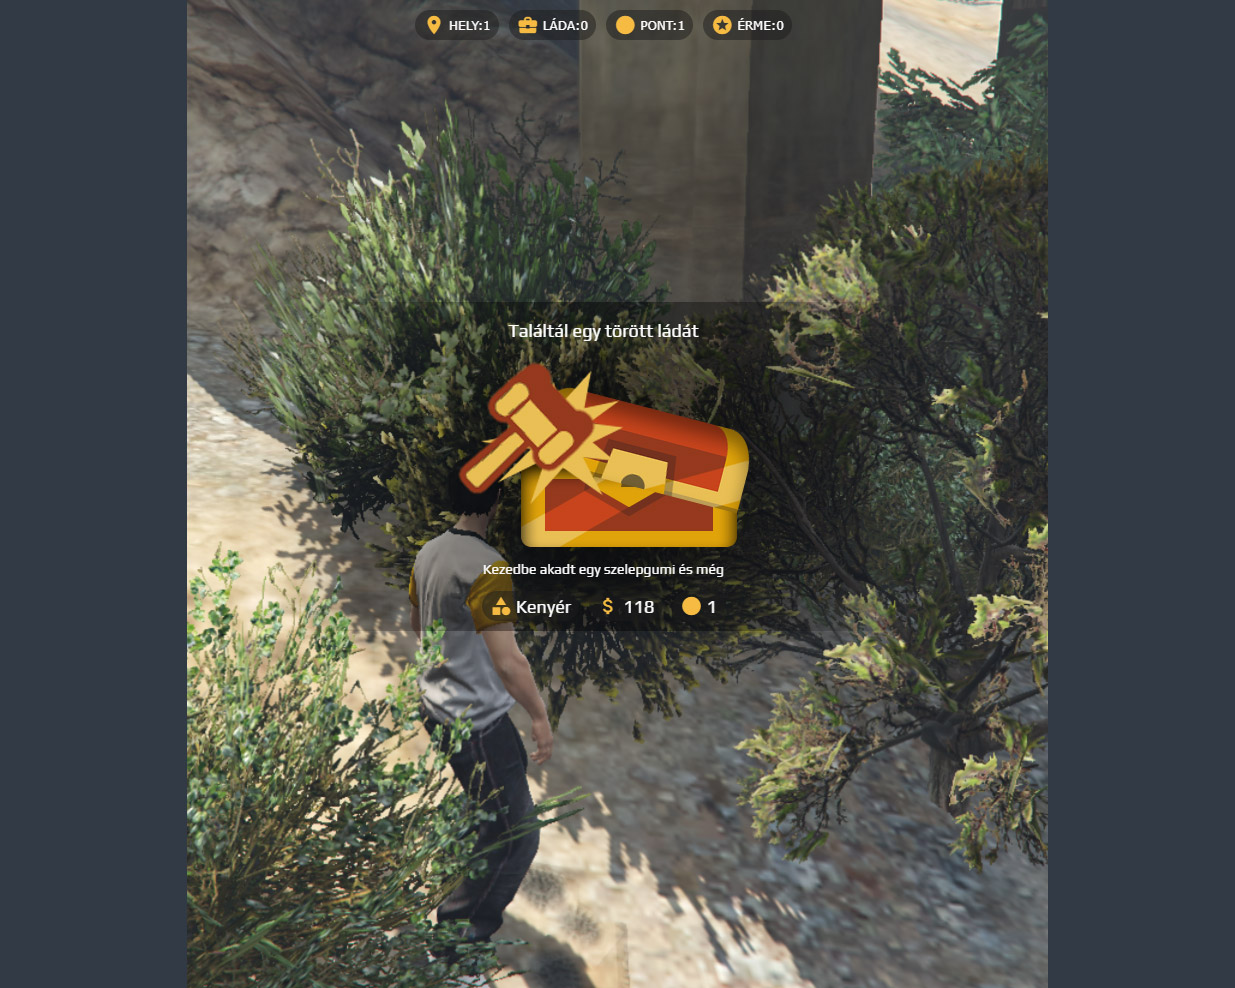 HELY:1
LÁDA:0
PONT:1
ÉRME:0
Találtál egy törött ládát
Kezedbe akadt egy szelepgumi és még
Kenyér
$ 118
1